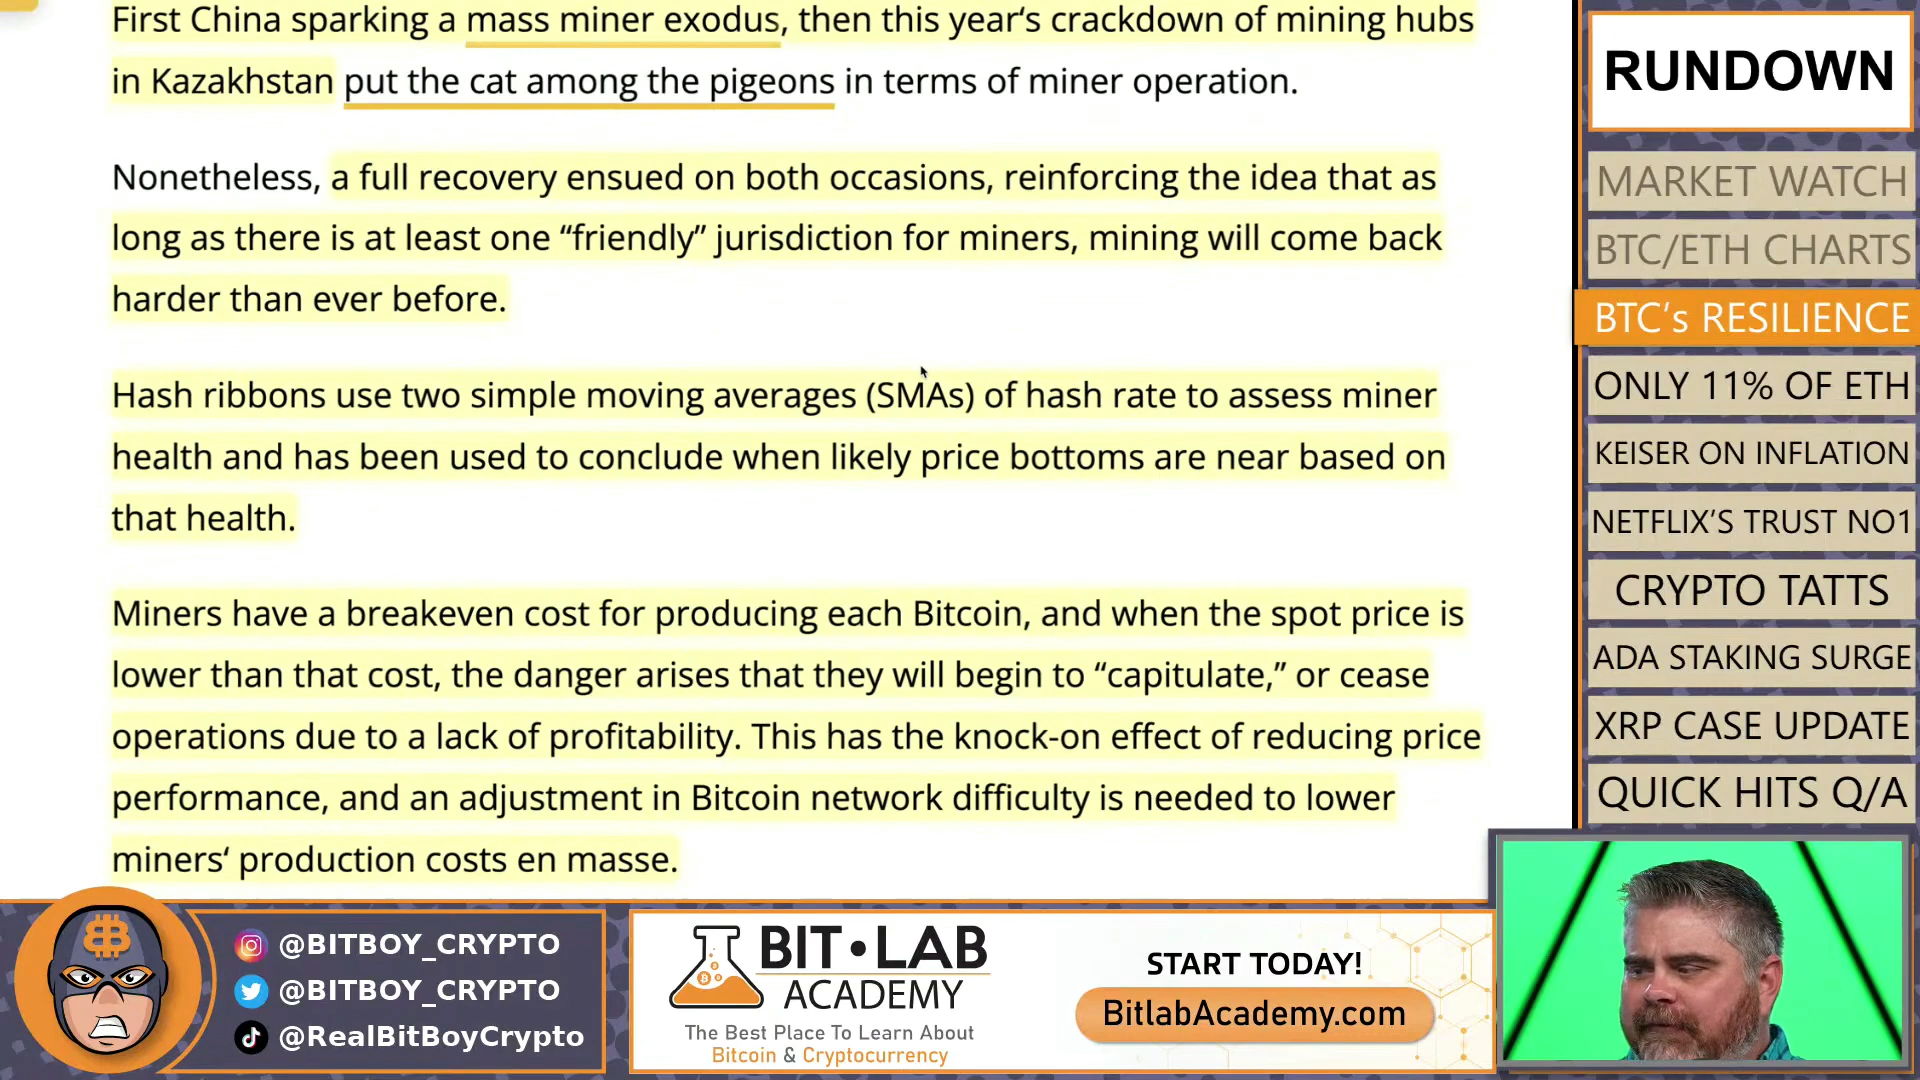 First China sparking a mass miner exodus, then this year‘s crackdown of mining hubs
in Kazakhstan put the cat among the pigeons in terms of miner operation.
Nonetheless, a full recovery ensued on both occasions, reinforcing the idea that as
long as there is at least one “friendly” jurisdiction for miners, mining will come back
harder than ever before.
Hash ribbons use two simple moving averages (SMAs) of hash rate to assess miner
health and has been used to conclude when likely price bottoms are near based on
that health.
Miners have a breakeven cost for producing each Bitcoin, and when the spot price is
lower than that cost, the danger arises that they will begin to “capitulate,” or cease
operations due to a lack of profitability. This has the knock-on effect of reducing price
performance, and an adjustment in Bitcoin network difficulty is needed to lower
miners‘ production costs en masse.
RUNDOWN
MARKET WATCH
BTC/ETH CHARTS
BTC’s RESILIENCE
ONLY 11% OF ETH
KEISER ON INFLATION
NETFLIX’S TRUST NO1
CRYPTO TATTS
ADA STAKING SURGE
XRP CASE UPDATE
QUICK HITS Q/A
@BITBOY_CRYPTO
@BITBOY_CRYPTO
@RealBitBoyCrypto
BIT•LAB
ACADEMY
The Best Place To Learn About
Bitcoin & Cryptocurrency
START TODAY!
BitlabAcademy.com